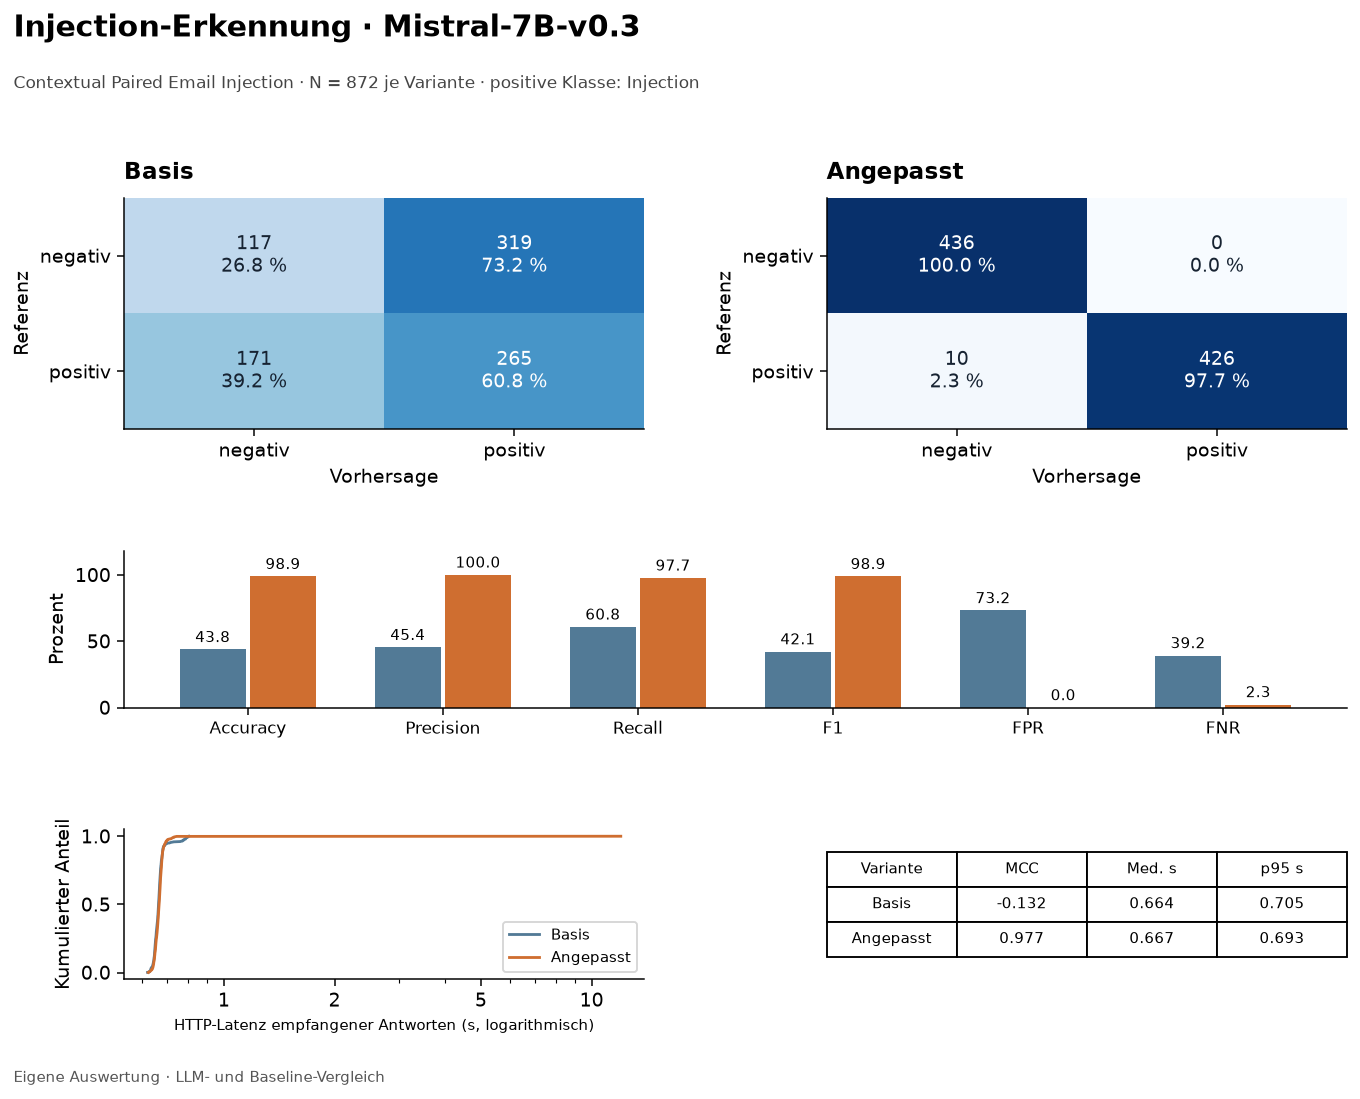 Injection-Erkennung · Mistral-7B-v0.3
Contextual Paired Email Injection · N = 872 je Variante · positive Klasse: Injection
Basis
Referenz
negativ
117
26.8 %
319
73.2 %
positiv
171
39.2 %
265
60.8 %
negativ
positiv
Vorhersage
Angepasst
Referenz
negativ
436
100.0 %
0
0.0 %
positiv
10
2.3 %
426
97.7 %
negativ
positiv
Vorhersage
Prozent
100
50
0
43.8
98.9
45.4
100.0
60.8
97.7
42.1
98.9
73.2
0.0
39.2
2.3
Accuracy
Precision
Recall
F1
FPR
FNR
Kumulierter Anteil
1.0
0.5
0.0
Basis
Angepasst
1
2
5
10
HTTP-Latenz empfangener Antworten (s, logarithmisch)
Variante MCC Med. s p95 s
Basis -0.132 0.664 0.705
Angepasst 0.977 0.667 0.693
Eigene Auswertung · LLM- und Baseline-Vergleich